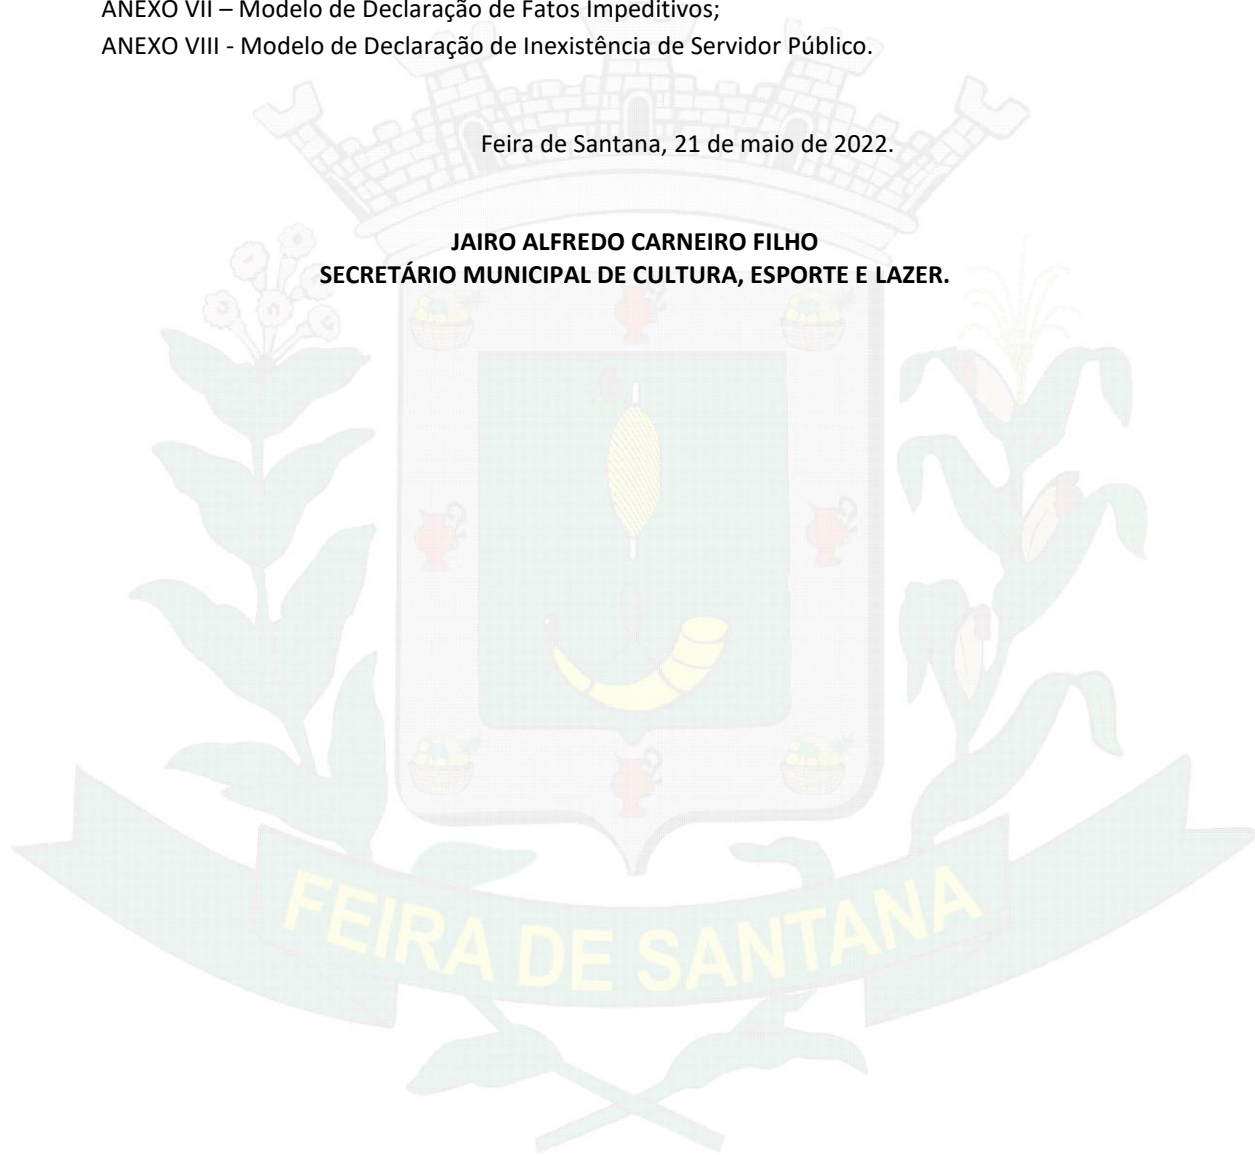 ANEXO VII – Modelo de Declaração de Fatos Impeditivos;
ANEXO VIII - Modelo de Declaração de Inexistência de Servidor Público.
Feira de Santana, 21 de maio de 2022.
JAIRO ALFREDO CARNEIRO FILHO
SECRETÁRIO MUNICIPAL DE CULTURA, ESPORTE E LAZER.
FEIRA DE SANTANA